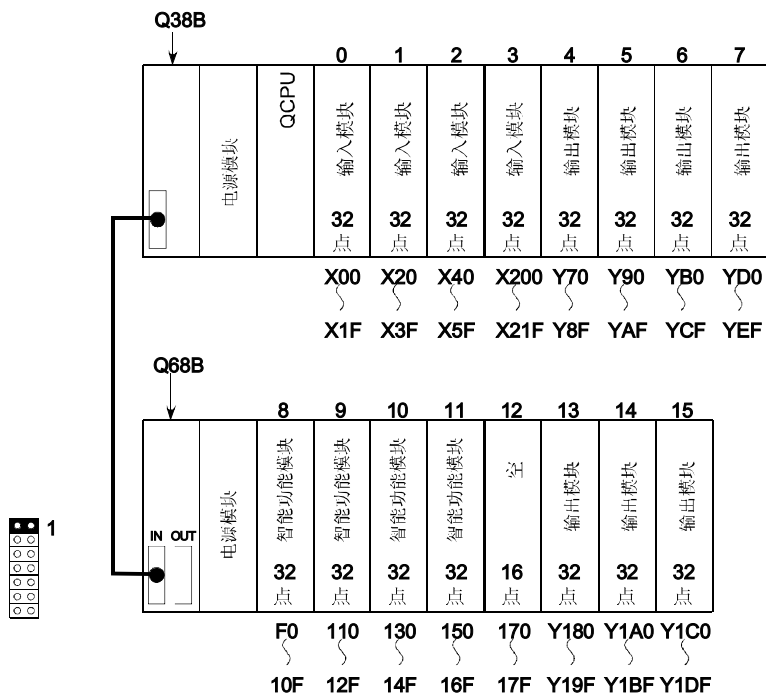 Q38B
0 1 2 3 4 5 6 7
电源模块 QCPU 输入模块 输入模块 输入模块 输入模块 输出模块 输出模块 输出模块 输出模块
32 32 32 32 32 32 32 32
点 点 点 点 点 点 点 点
X00 X20 X40 X200 Y70 Y90 YB0 YD0
X1F X3F X5F X21F Y8F YAF YCF YEF
Q68B
8 9 10 11 12 13 14 15
电源模块 智能功能模块 智能功能模块 智能功能模块 智能功能模块 空 输出模块 输出模块 输出模块
1
IN OUT
32 32 32 32 16 32 32 32
点 点 点 点 点 点 点 点
F0 110 130 150 170 Y180 Y1A0 Y1C0
10F 12F 14F 16F 17F Y19F Y1BF Y1DF